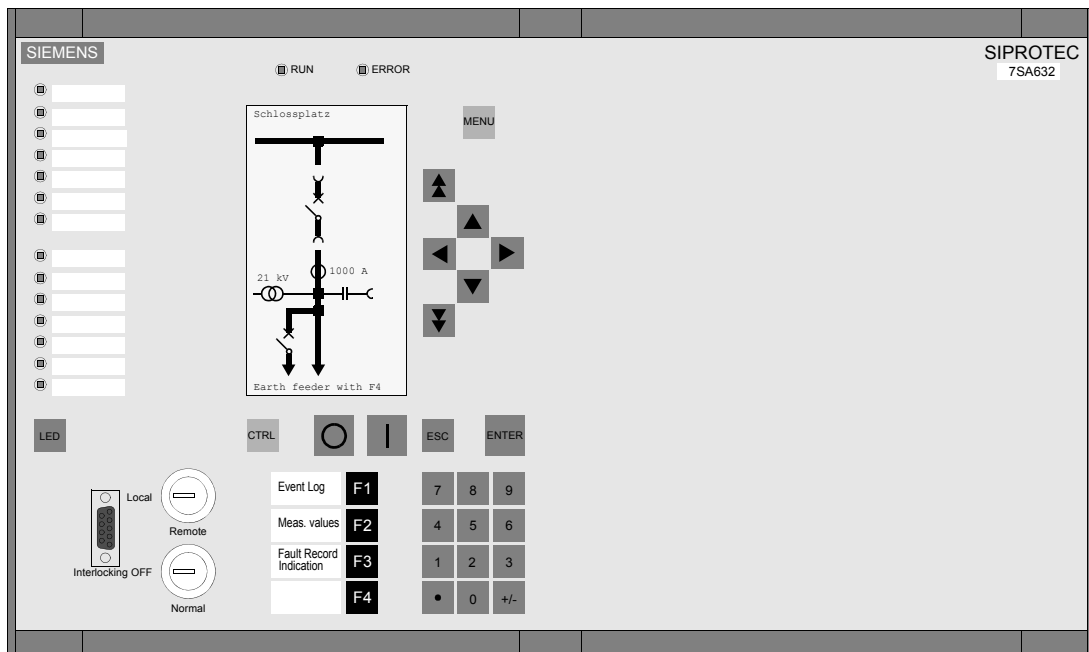 SIEMENS
SIPROTEC
7SA632
RUN
ERROR
Schlossplatz
MENU
21 kV
1000 A
Earth feeder with F4
LED
CTRL
ESC
ENTER
Local
Remote
Interlocking OFF
Normal
Event Log
F1
Meas. values
F2
Fault Record
Indication
F3
F4
7 8 9
4 5 6
1 2 3
0 +/-